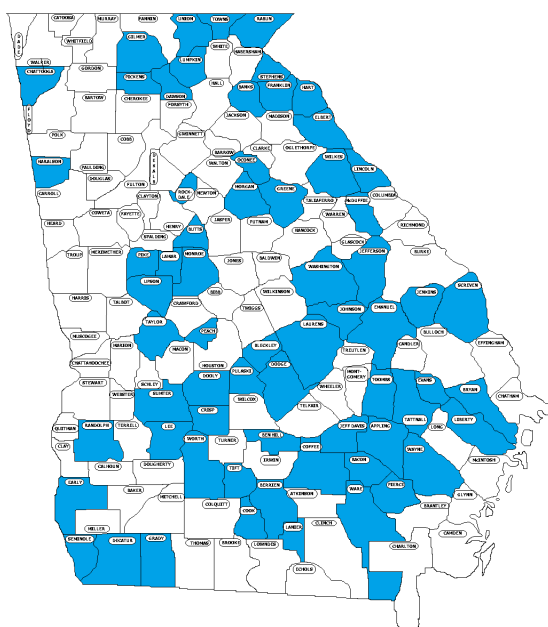 CATOOSA
MURRAY
FANNIN
UNION
TOWNS
RABUN
DADE
WHITFIELD
GILMER
WHITE
HABERSHAM
WALKER
CHATTOOGA
GORDON
LUMPKIN
STEPHENS
PICKENS
DAWSON
HALL
BANKS
FRANKLIN
HART
BARTOW
CHEROKEE
FORSYTH
FLOYD
JACKSON
MADISON
ELBERT
POLK
COBB
GWINNETT
BARROW
CLARKE
OGLETHORPE
HARALSON
PAULDING
DEKALB
WALTON
OCONEE
WILKES
LINCOLN
DOUGLAS
FULTON
CARROLL
CLAYTON
ROCK-
DALE
NEWTON
MORGAN
GREENE
TALIAFERRO
McDUFFIE
COLUMBIA
HEARD
COWETA
FAYETTE
HENRY
BUTTS
JASPER
PUTNAM
WARREN
RICHMOND
SPALDING
HANCOCK
GLASCOCK
TROUP
MERIWETHER
PIKE
LAMAR
MONROE
JONES
BALDWIN
JEFFERSON
BURKE
WASHINGTON
UPSON
BIBB
WILKINSON
HARRIS
TALBOT
CRAWFORD
TWIGGS
JOHNSON
EMANUEL
JENKINS
SCREVEN
TAYLOR
PEACH
LAURENS
MUSCOGEE
MARION
MACON
BLECKLEY
TREUTLEN
CANDLER
BULLOCH
EFFINGHAM
CHATTAHOOCHEE
HOUSTON
DODGE
STEWART
SCHLEY
DOOLY
PULASKI
MONT-
GOMERY
TOOMBS
EVANS
WEBSTER
SUMTER
WHEELER
BRYAN
CHATHAM
WILCOX
TELFAIR
CRISP
TATTNALL
LIBERTY
QUITMAN
RANDOLPH
TERRELL
LEE
LONG
JEFF DAVIS
APPLING
CLAY
WORTH
TURNER
BEN HILL
COFFEE
WAYNE
CALHOUN
DOUGHERTY
IRWIN
BACON
McINTOSH
EARLY
TIFT
BAKER
MITCHELL
BERRIEN
ATKINSON
WARE
PIERCE
GLYNN
COLQUITT
COOK
BRANTLEY
MILLER
LANIER
CLINCH
SEMINOLE
DECATUR
GRADY
THOMAS
BROOKS
LOWNDES
CHARLTON
CAMDEN
ECHOLS